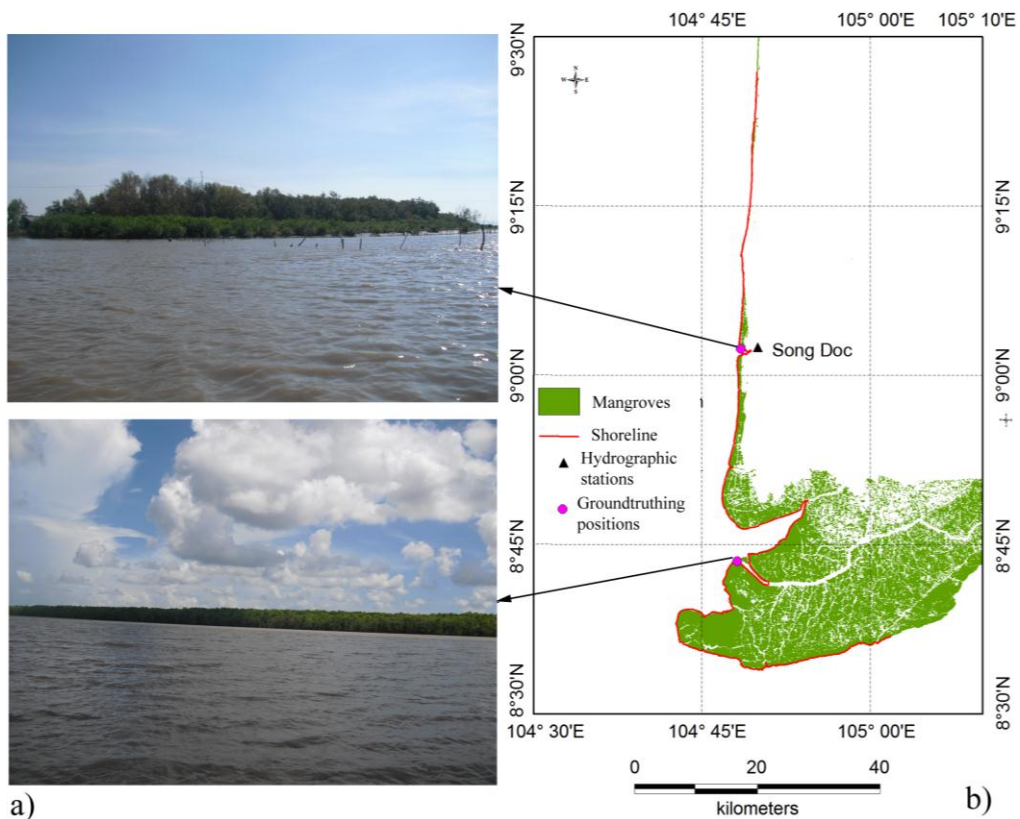 104 45'E 105 00'E 105 10'E
9°30'N
N
W E
S
9°15'N 9°15'N
Song Doc
9°00'N 9°00'N
Mangroves
Shoreline
Hydrographic
stations
Groundtruthing
positions
8°45'N 8°45'N
8°30'N 8°30'N
104 30'E 104 45'E 105 00'E
0 20 40
kilometers
a) b)